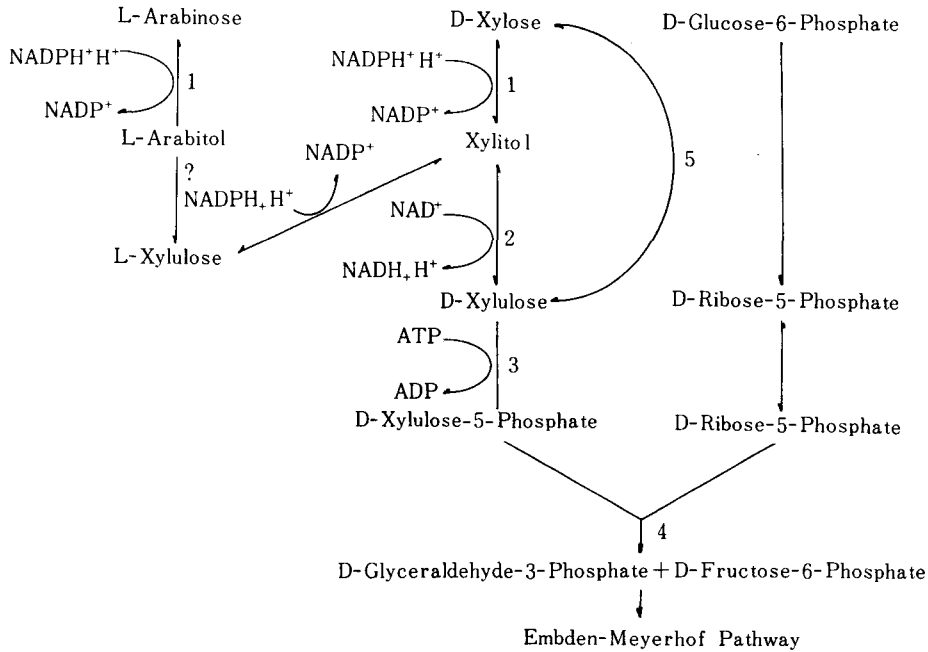 L-Arabinose
D-Xylose
D-Glucose-6-Phosphate
NADPH⁺H⁺
1
NADP⁺
NADPH⁺H⁺
1
NADP⁺
L-Arabitol
Xylitol
?
NADP⁺
NADPH₊H⁺
5
L-Xylulose
NAD⁺
2
NADH₊H⁺
D-Xylulose
D-Ribose-5-Phosphate
ATP
3
ADP
D-Xylulose-5-Phosphate
D-Ribose-5-Phosphate
4
D-Glyceraldehyde-3-Phosphate+D-Fructose-6-Phosphate
Embden-Meyerhof Pathway